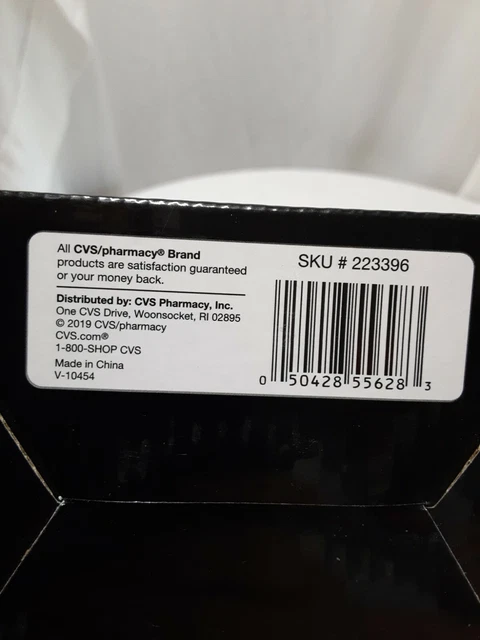 All CVS/pharmacy® Brand
products are satisfaction guaranteed
or your money back.
Distributed by: CVS Pharmacy, Inc.
One CVS Drive, Woonsocket, RI 02895
© 2019 CVS/pharmacy
CVS.com®
1-800-SHOP CVS
Made in China
V-10454
SKU # 223396
0 50428 55628 3